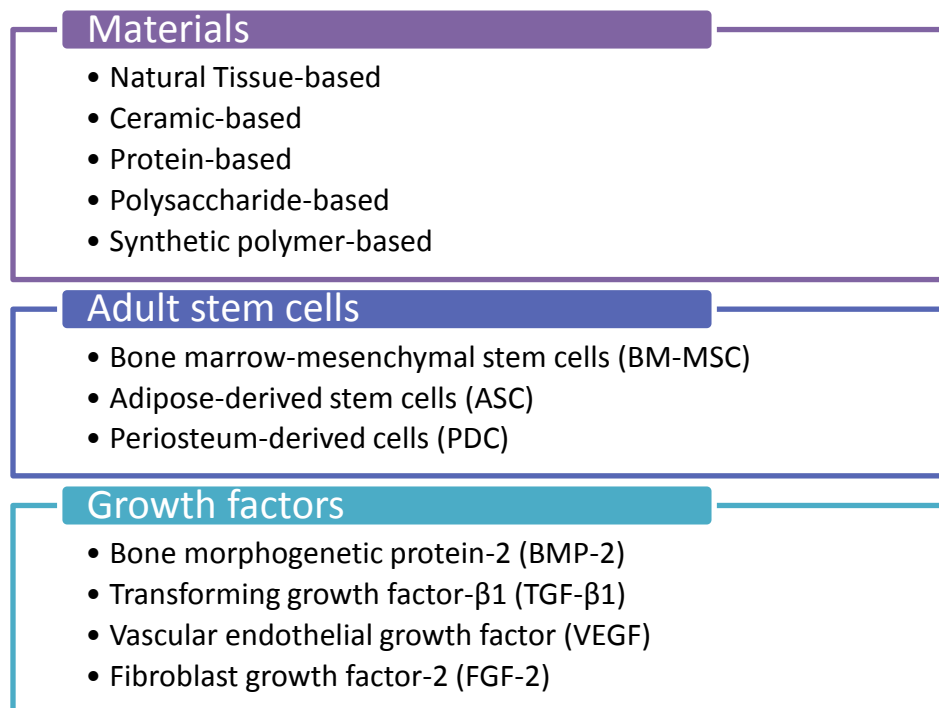 Materials
• Natural Tissue-based
• Ceramic-based
• Protein-based
• Polysaccharide-based
• Synthetic polymer-based
Adult stem cells
• Bone marrow-mesenchymal stem cells (BM-MSC)
• Adipose-derived stem cells (ASC)
• Periosteum-derived cells (PDC)
Growth factors
• Bone morphogenetic protein-2 (BMP-2)
• Transforming growth factor-β1 (TGF-β1)
• Vascular endothelial growth factor (VEGF)
• Fibroblast growth factor-2 (FGF-2)